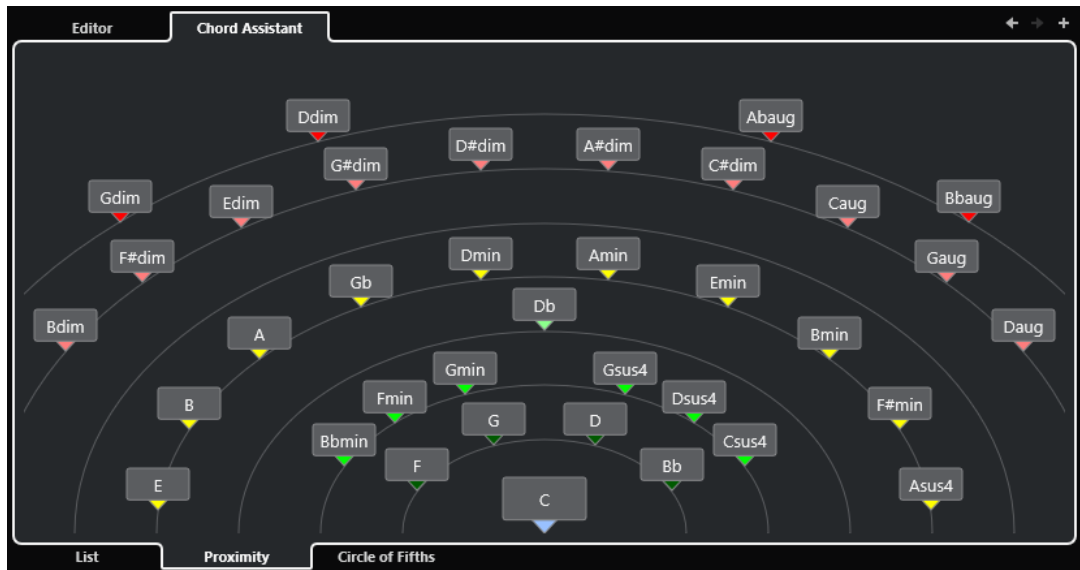 Editor Chord Assistant
Ddim Abaug
D#dim A#dim
G#dim C#dim
Gdim Edim Caug Bbaug
F#dim Dmin Amin Gaug
Gb Emin
Db
Bdim A Bmin Daug
Gmin Gsus4
B Fmin Dsus4 F#min
G D
Bbmin Csus4
F Bb
E C Asus4
List Proximity Circle of Fifths